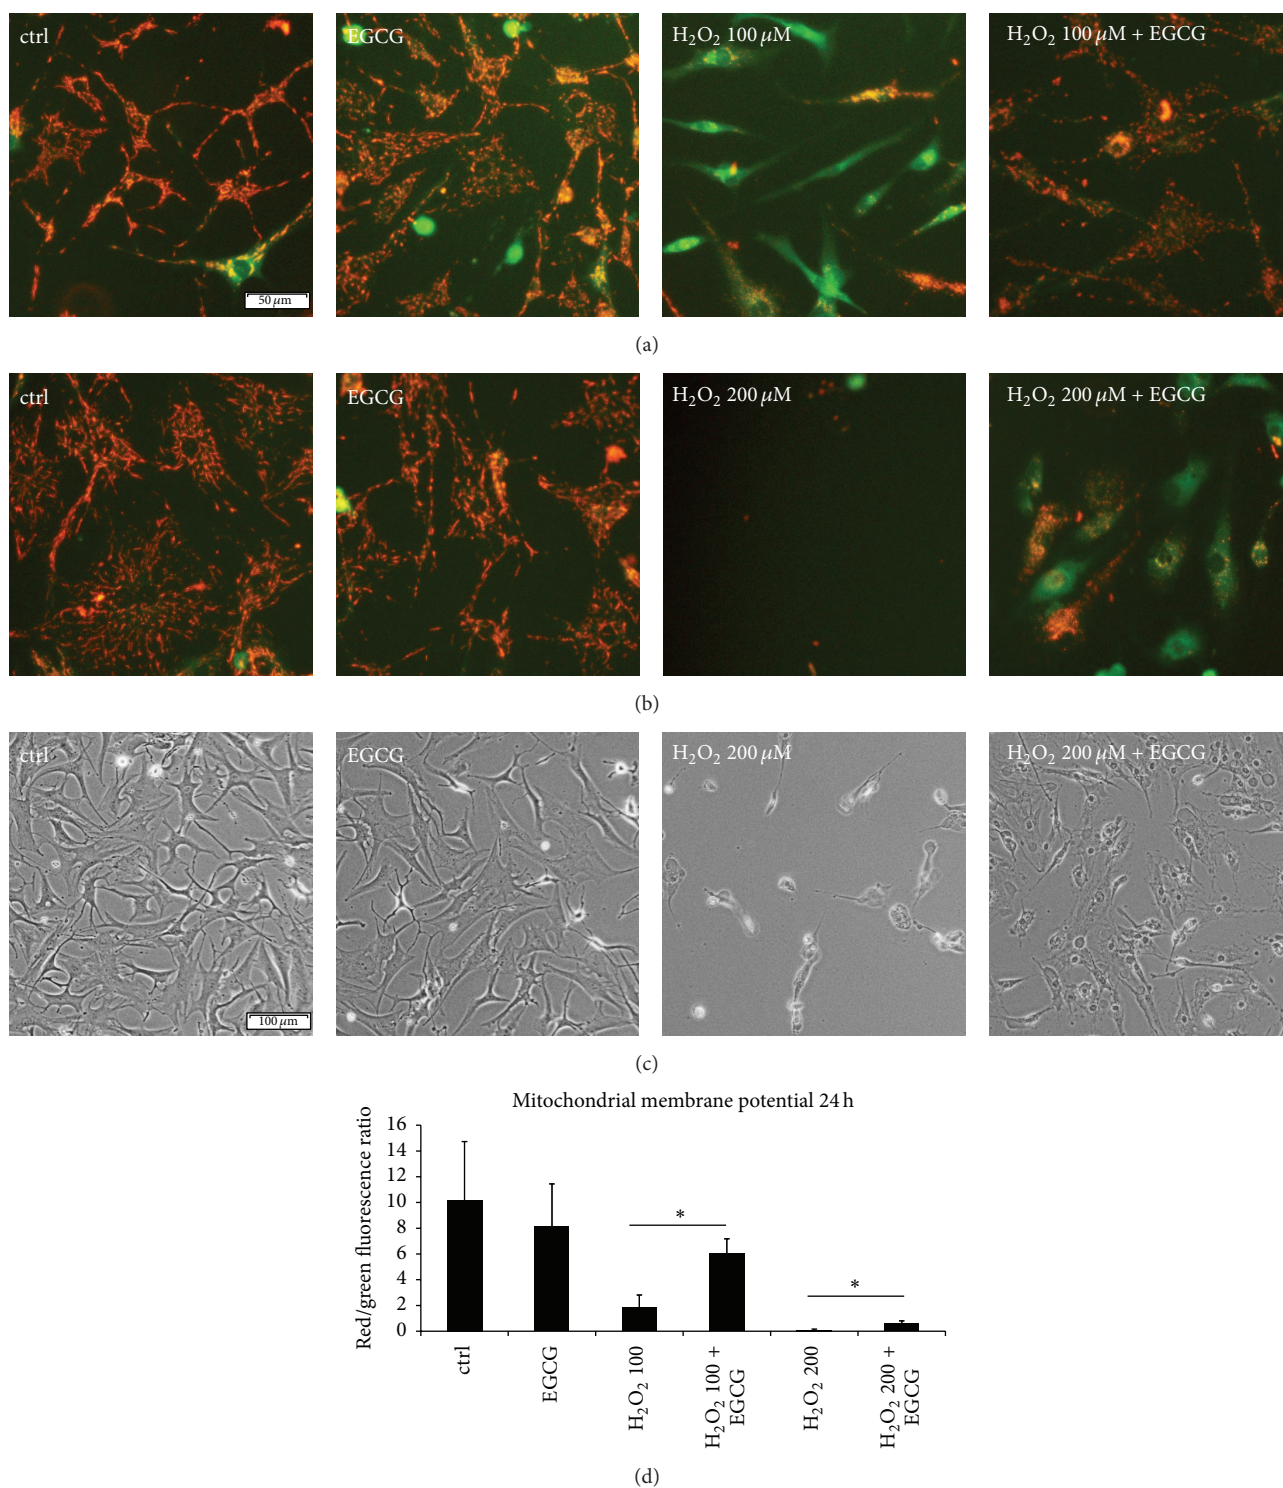 ctrl
EGCG
H₂O₂ 100 μM
H₂O₂ 100 μM + EGCG
50 μm
(a)
ctrl
EGCG
H₂O₂ 200 μM
H₂O₂ 200 μM + EGCG
(b)
ctrl
EGCG
H₂O₂ 200 μM
H₂O₂ 200 μM + EGCG
100 μm
(c)
Mitochondrial membrane potential 24 h
Red/green fluorescence ratio
16
14
12
10
8
6
4
2
0
*
*
ctrl
EGCG
H₂O₂ 100
H₂O₂ 100 +
EGCG
H₂O₂ 200
H₂O₂ 200 +
EGCG
(d)